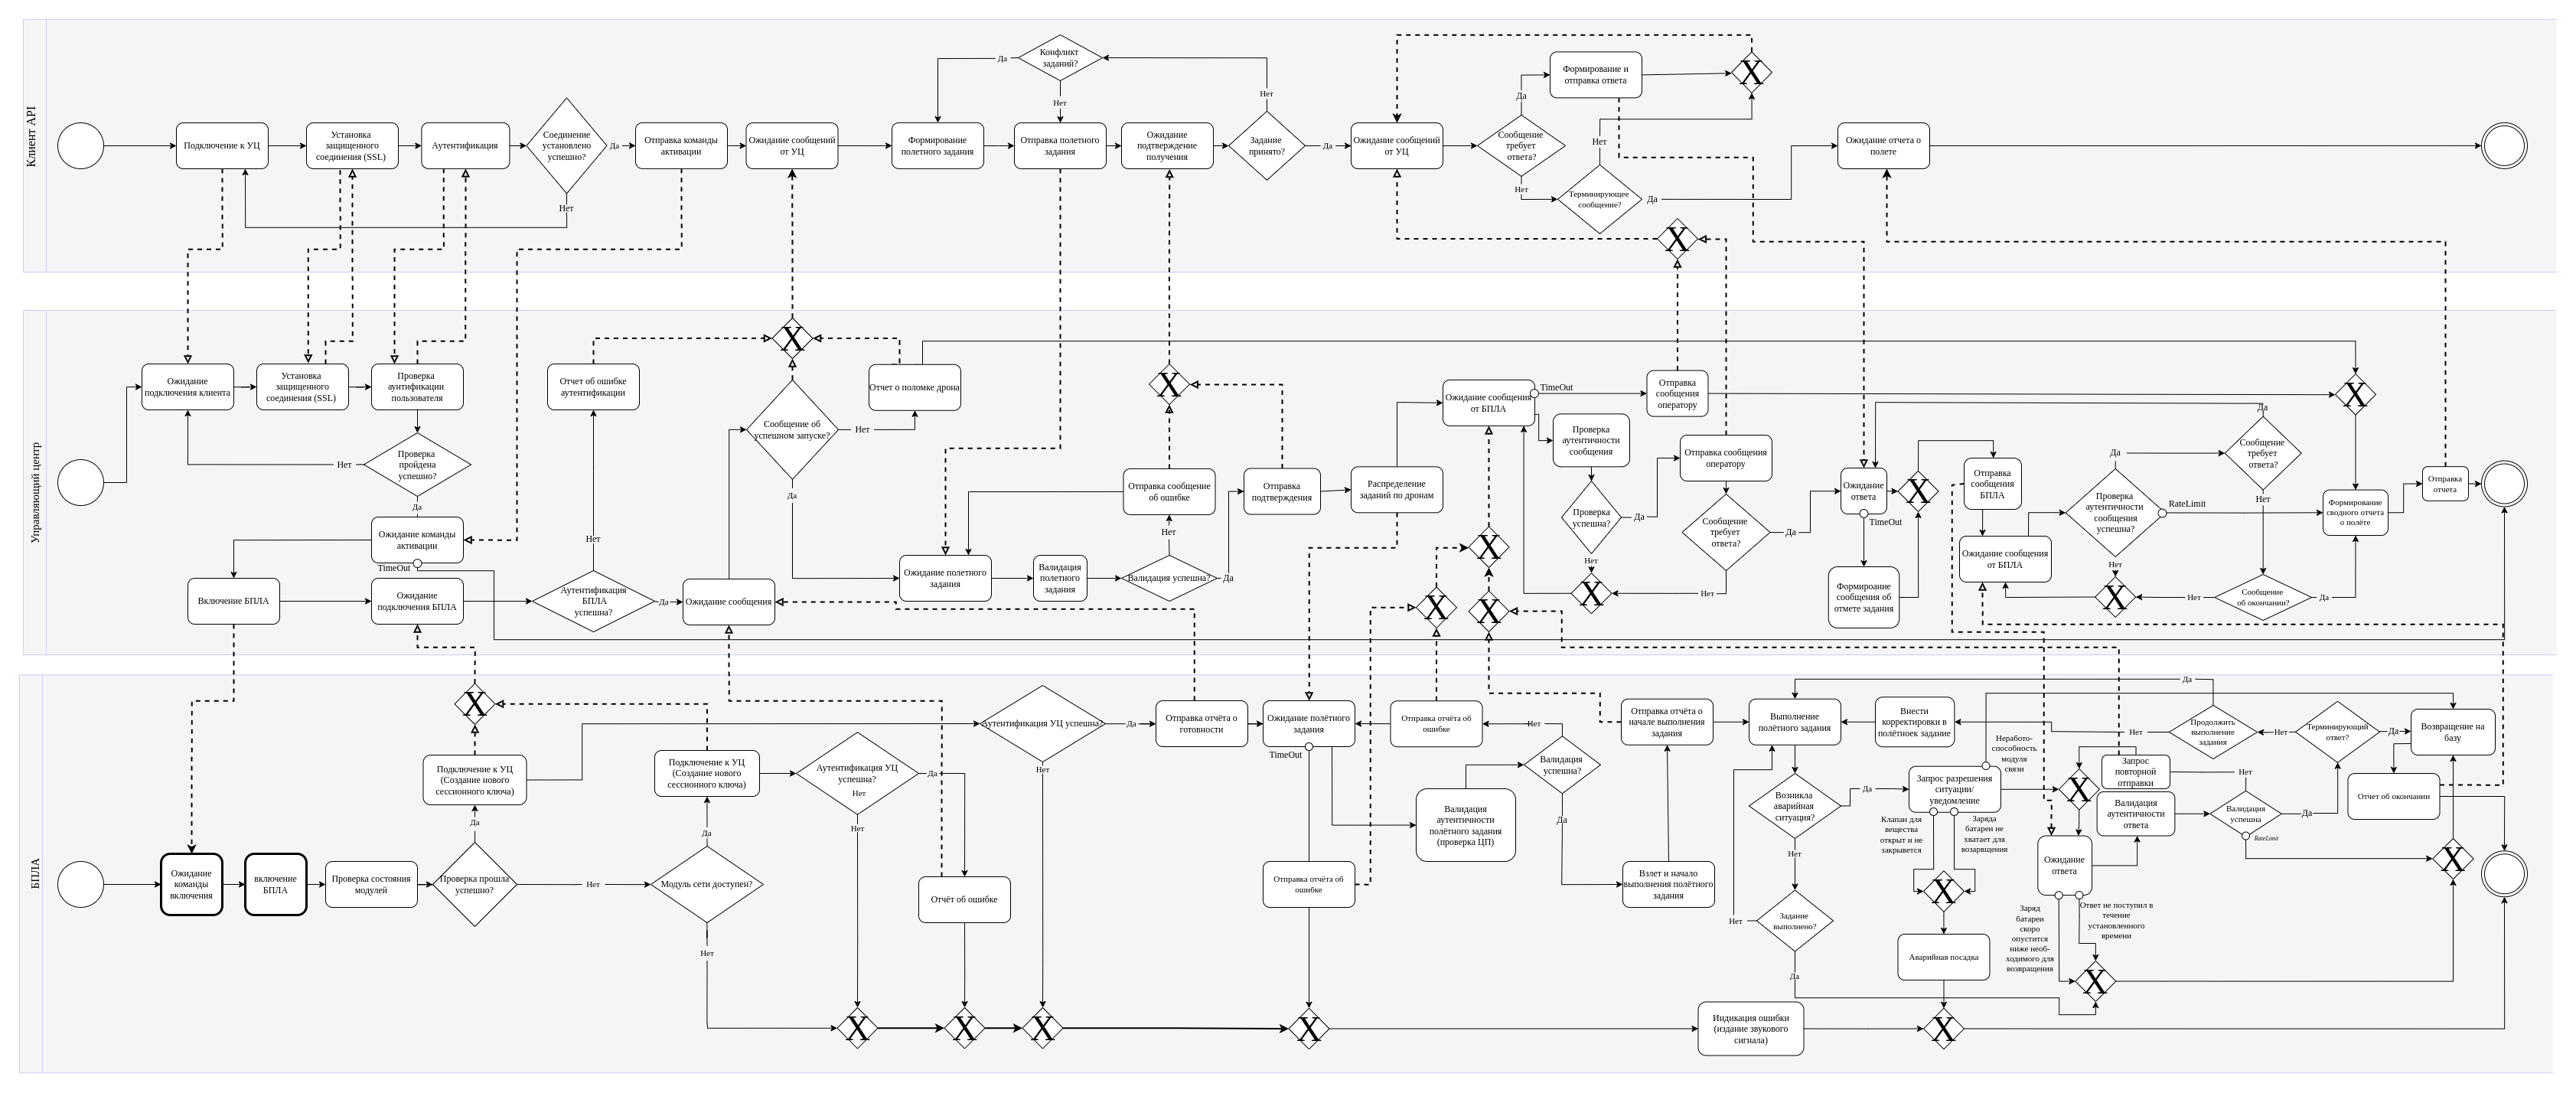 Клиент API
Подключение к УЦ
Установка
защищенного
соединения (SSL)
Аутентификация
Соединение
установлено
успешно?
Да
Нет
Отправка команды
активации
Ожидание сообщений
от УЦ
Формирование
полетного задания
Конфликт
заданий?
Да
Нет
Отправка полетного
задания
Ожидание
подтверждение
получения
Задание
принято?
Нет
Да
Ожидание сообщений
от УЦ
Сообщение
требует
ответа?
Да
Нет
Формирование и
отправка ответа
X
Нет
Терминирующее
сообщение?
Да
X
Ожидание отчета о
полете
Управляющий центр
Ожидание
подключения клиента
Установка
защищенного
соединения (SSL)
Проверка
аунтификации
пользователя
Проверка
пройдена
успешно?
Нет
Да
Ожидание команды
активации
TimeOut
Включение БПЛА
Ожидание
подключения БПЛА
Отчет об ошибке
аутентификации
Нет
Аутентификация
БПЛА
успешна?
Да
Ожидание сообщения
X
Сообщение об
успешном запуске?
Нет
Да
Отчет о поломке дрона
Ожидание полетного
задания
Валидация
полетного
задания
Валидация успешна?
Нет
Да
Отправка сообщение
об ошибке
X
Отправка
подтверждения
Распределение
заданий по дронам
Ожидание сообщения
от БПЛА
TimeOut
Проверка
аутентичности
сообщения
Проверка
успешна?
Да
Нет
X
Отправка
сообщения
оператору
Отправка сообщения
оператору
Сообщение
требует
ответа?
Да
Нет
X
X
X
Ожидание
ответа
TimeOut
Формироание
сообщения об
отмете задания
X
Отправка
сообщения
БПЛА
Ожидание сообщения
от БПЛА
Проверка
аутентичности
сообщения
успешна?
Да
RateLimit
Нет
X
Сообщение
требует
ответа?
Да
Нет
Сообщение
об окончании?
Нет
Да
X
Формирование
сводного отчета
о полёте
Отправка
отчета
БПЛА
Ожидание
команды
включения
включение
БПЛА
Проверка состояния
модулей
Проверка прошла
успешно?
Да
Нет
Подключение к УЦ
(Создание нового
сессионного ключа)
X
Модуль сети доступен?
Да
Нет
Подключение к УЦ
(Создание нового
сессионного ключа)
Аутентификация УЦ
успешна?
Нет
Да
Нет
Отчёт об ошибке
Аутентификация УЦ успешна?
Да
Нет
X
X
X
X
Отправка отчёта о
готовности
Ожидание полётного
задания
TimeOut
Отправка отчёта об
ошибке
Отправка отчёта об
ошибке
Валидация
аутентичности
полётного задания
(проверка ЦП)
Валидация
успешна?
Нет
Да
Отправка отчёта о
начале выполнения
задания
Взлет и начало
выполнения полётного
задания
Выполнение
полётного задания
Внести
корректировки в
полётноек задание
Возникла
аварийная
ситуация?
Да
Нет
Задание
выполнено?
Нет
Да
Запрос разрешения
ситуации/
уведомление
Неработо-
способность
модуля
связи
Клапан для
вещества
открыт и не
закрывется
Заряда
батареи не
хватает для
возарвщения
X
Аварийная посадка
Индикация ошибки
(издание звукового
сигнала)
X
X
Запрос
повторной
отправки
Валидация
аутентичности
ответа
Ожидание
ответа
Заряд
батареи
скоро
опустится
ниже необ-
ходимого для
возвращения
Ответ не поступил в
течение
установленного
времени
X
Валидация
успешна
Нет
Да
RateLimit
Продолжить
выполнение
задания
Да
Нет
Терминирующий
ответ?
Нет
Да
Возвращение на
базу
Отчет об окончании
X